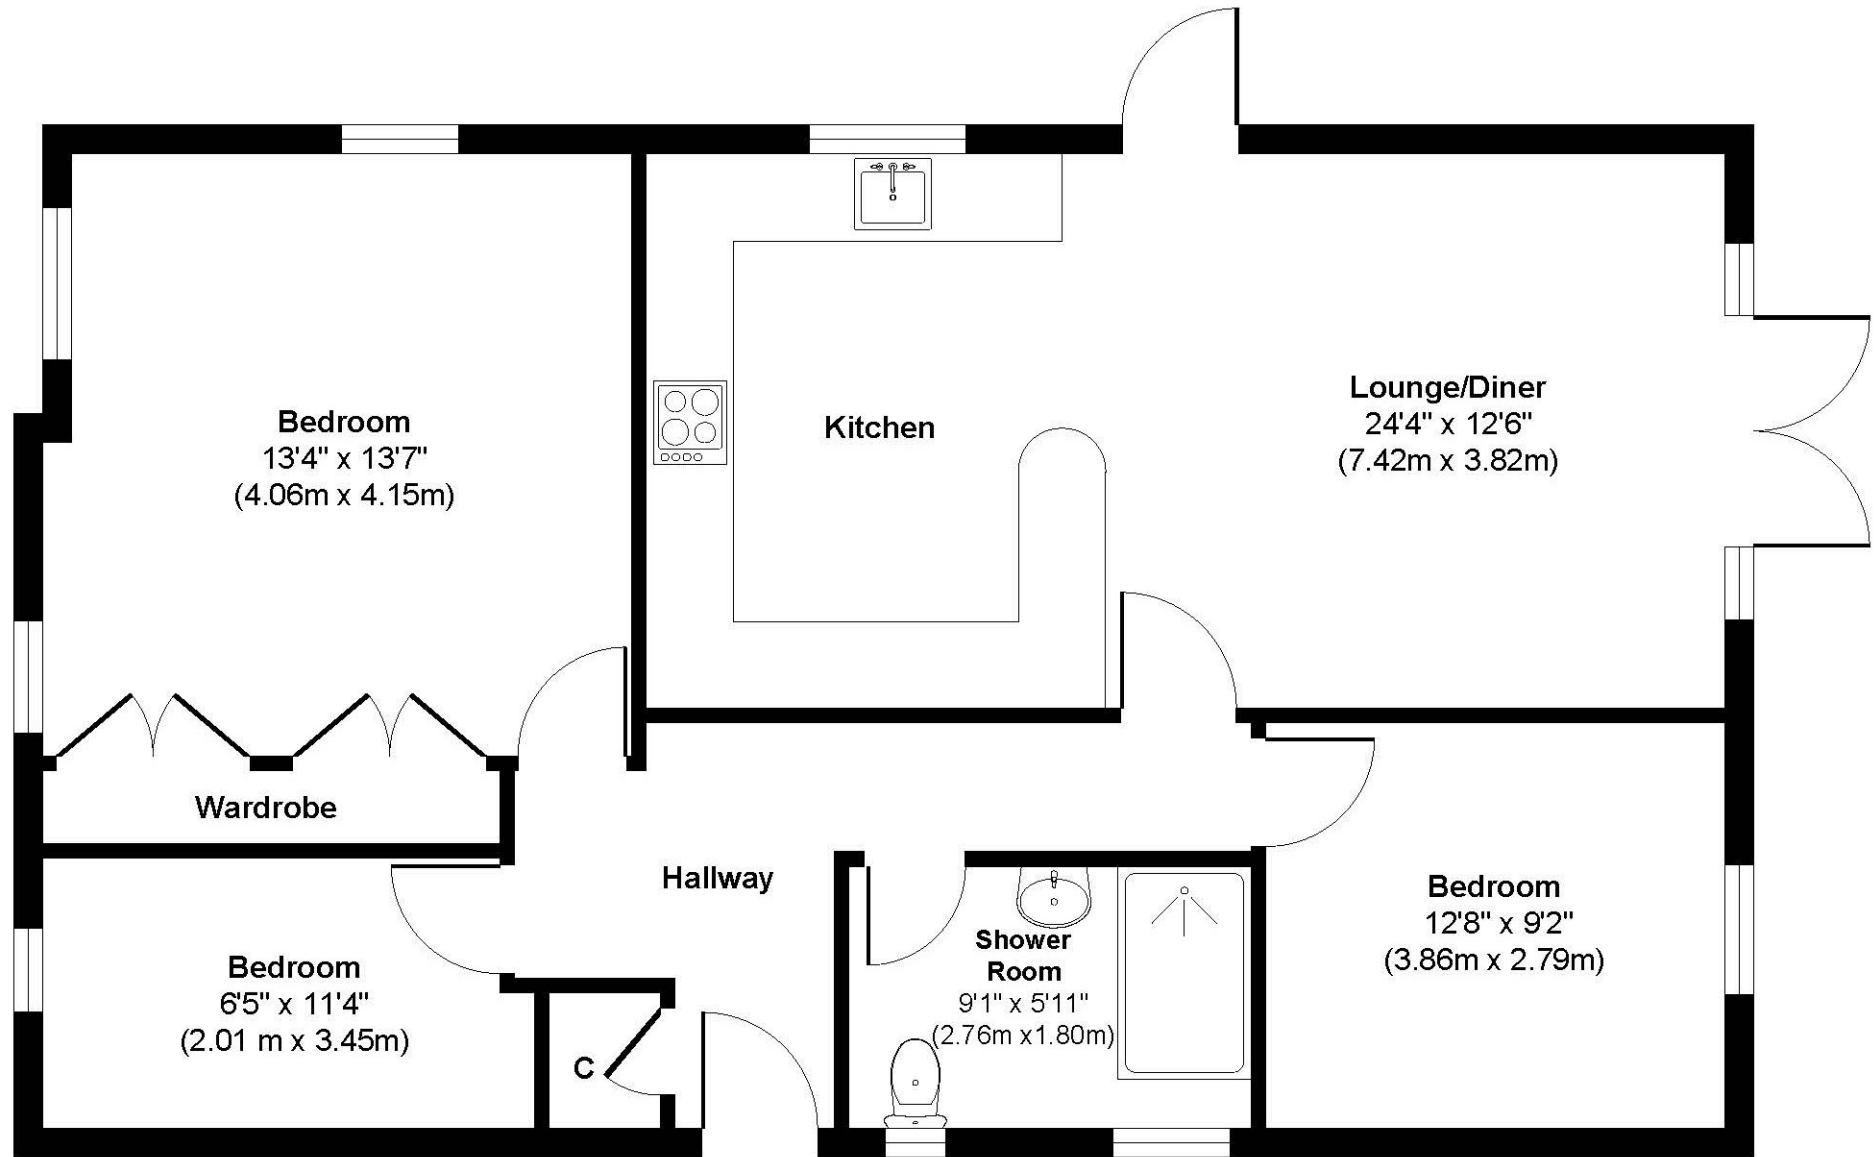 Bedroom
13'4" x 13'7"
(4.06m x 4.15m)
Kitchen
Lounge/Diner
24'4" x 12'6"
(7.42m x 3.82m)
Wardrobe
Hallway
Bedroom
6'5" x 11'4"
(2.01 m x 3.45m)
C
Shower
Room
9'1" x 5'11"
(2.76m x1.80m)
Bedroom
12'8" x 9'2"
(3.86m x 2.79m)